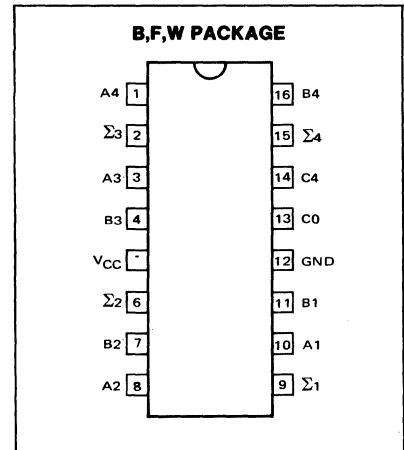 B,F,W PACKAGE
A4 1 16 B4
Σ3 2 15 Σ4
A3 3 14 C4
B3 4 13 C0
VCC 12 GND
Σ2 6 11 B1
B2 7 10 A1
A2 8 9 Σ1